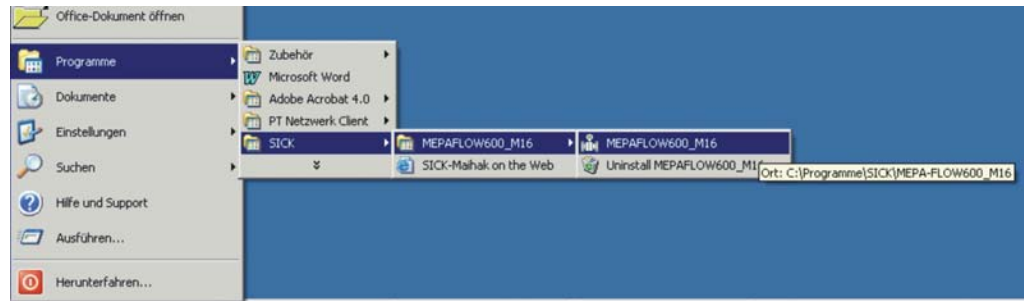 Office-Dokument öffnen
Programme
Dokumente
Einstellungen
Suchen
Hilfe und Support
Ausführen...
Herunterfahren...
Zubehör
Microsoft Word
Adobe Acrobat 4.0
PT Netzwerk Client
SICK
MEPAFLOW600_M16
SICK-Maihak on the Web
MEPAFLOW600_M16
Uninstall MEPAFLOW600_M16
Ort: C:\Programme\SICK\MEPA-FLOW600_M16